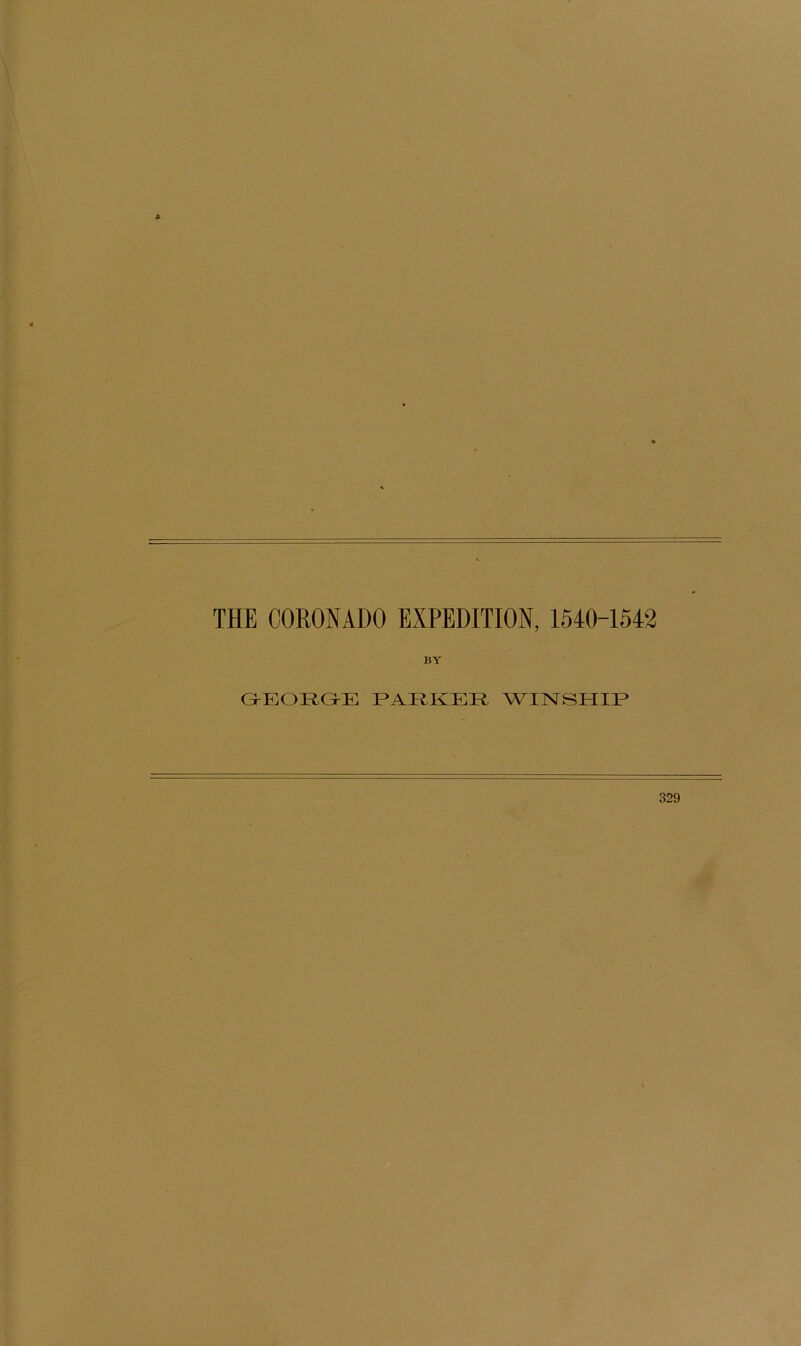 THE CORONADO EXPEDITION, 1540-1542
BY
GEORGE PARKER WINSHIP
329